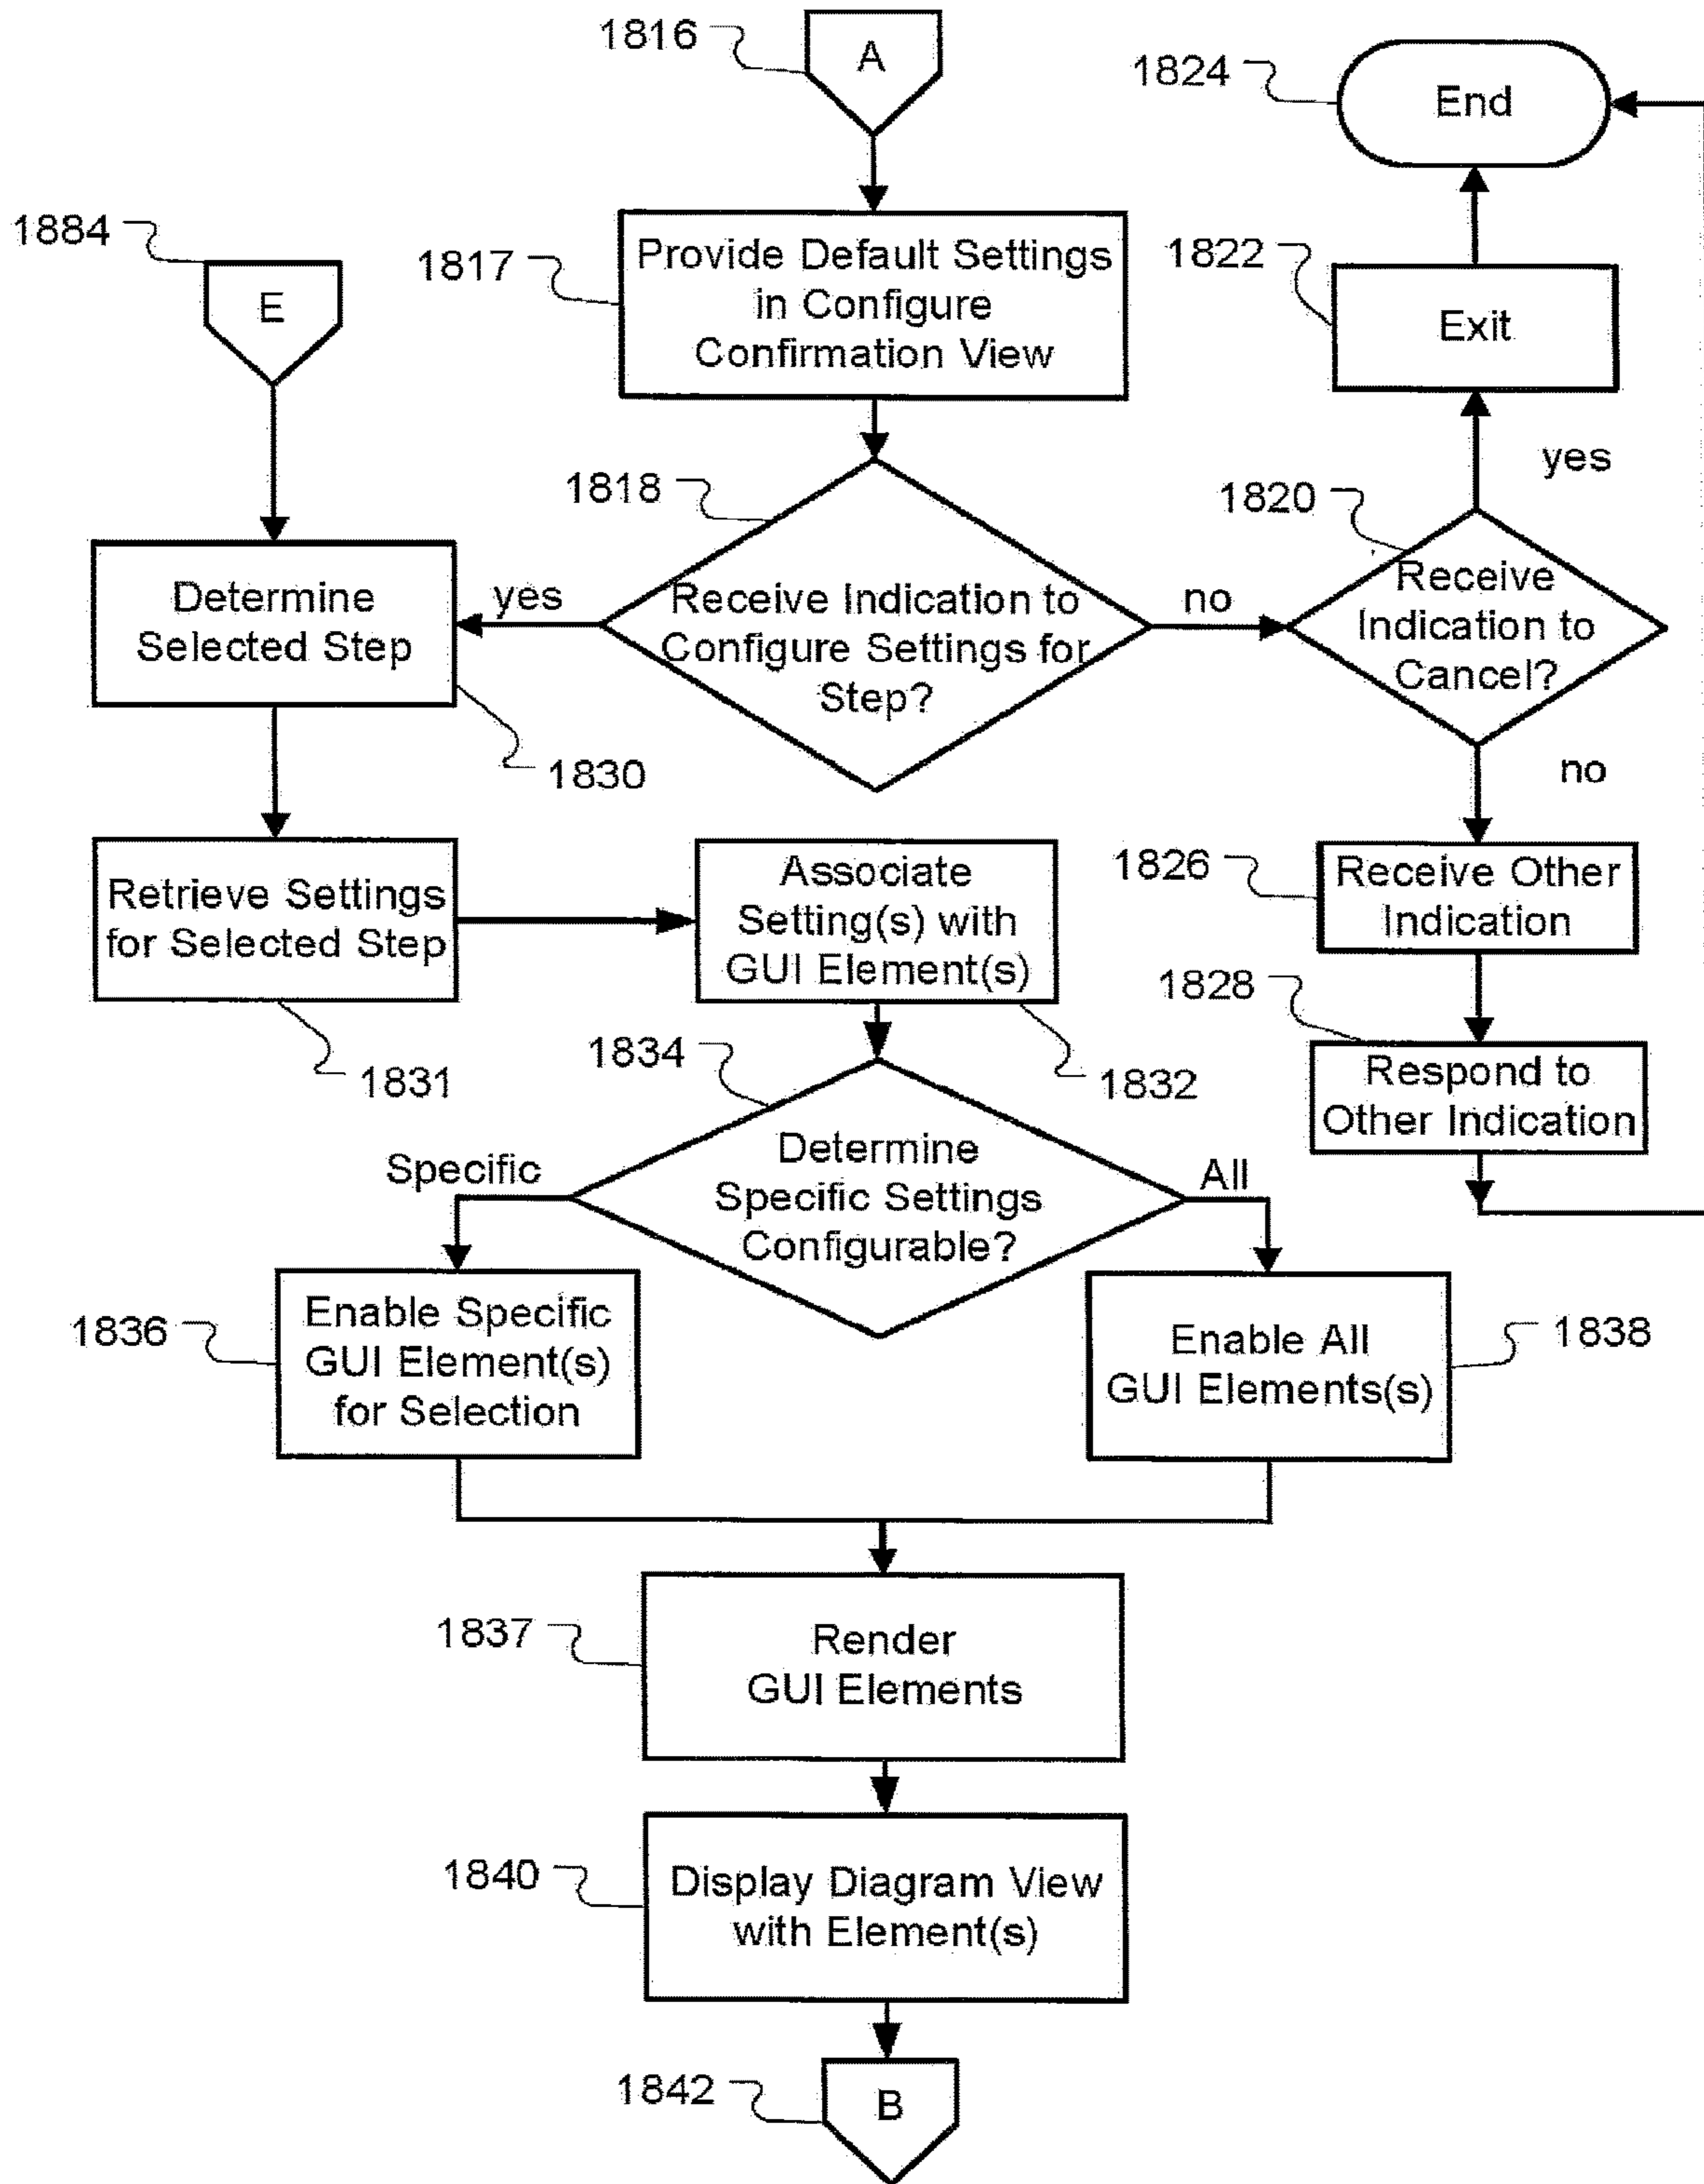 1816
A
1824
End
1884
E
1817
Provide Default Settings
in Configure
Confirmation View
1822
Exit
yes
1818
Receive Indication to
Configure Settings for
Step?
yes
no
1820
Receive
Indication to
Cancel?
no
Determine
Selected Step
1830
Retrieve Settings
for Selected Step
1831
Associate
Setting(s) with
GUI Element(s)
1832
1826
Receive Other
Indication
1828
Respond to
Other Indication
1834
Determine
Specific Settings
Configurable?
Specific
All
1836
Enable Specific
GUI Element(s)
for Selection
Enable All
GUI Elements(s)
1838
1837
Render
GUI Elements
1840
Display Diagram View
with Element(s)
1842
B